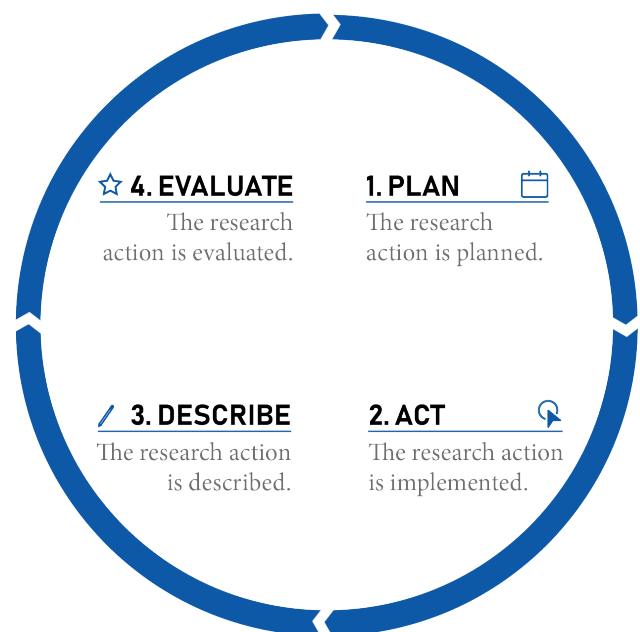 1. PLAN
The research
action is planned.
2. ACT
The research action
is implemented.
3. DESCRIBE
The research action
is described.
4. EVALUATE
The research
action is evaluated.